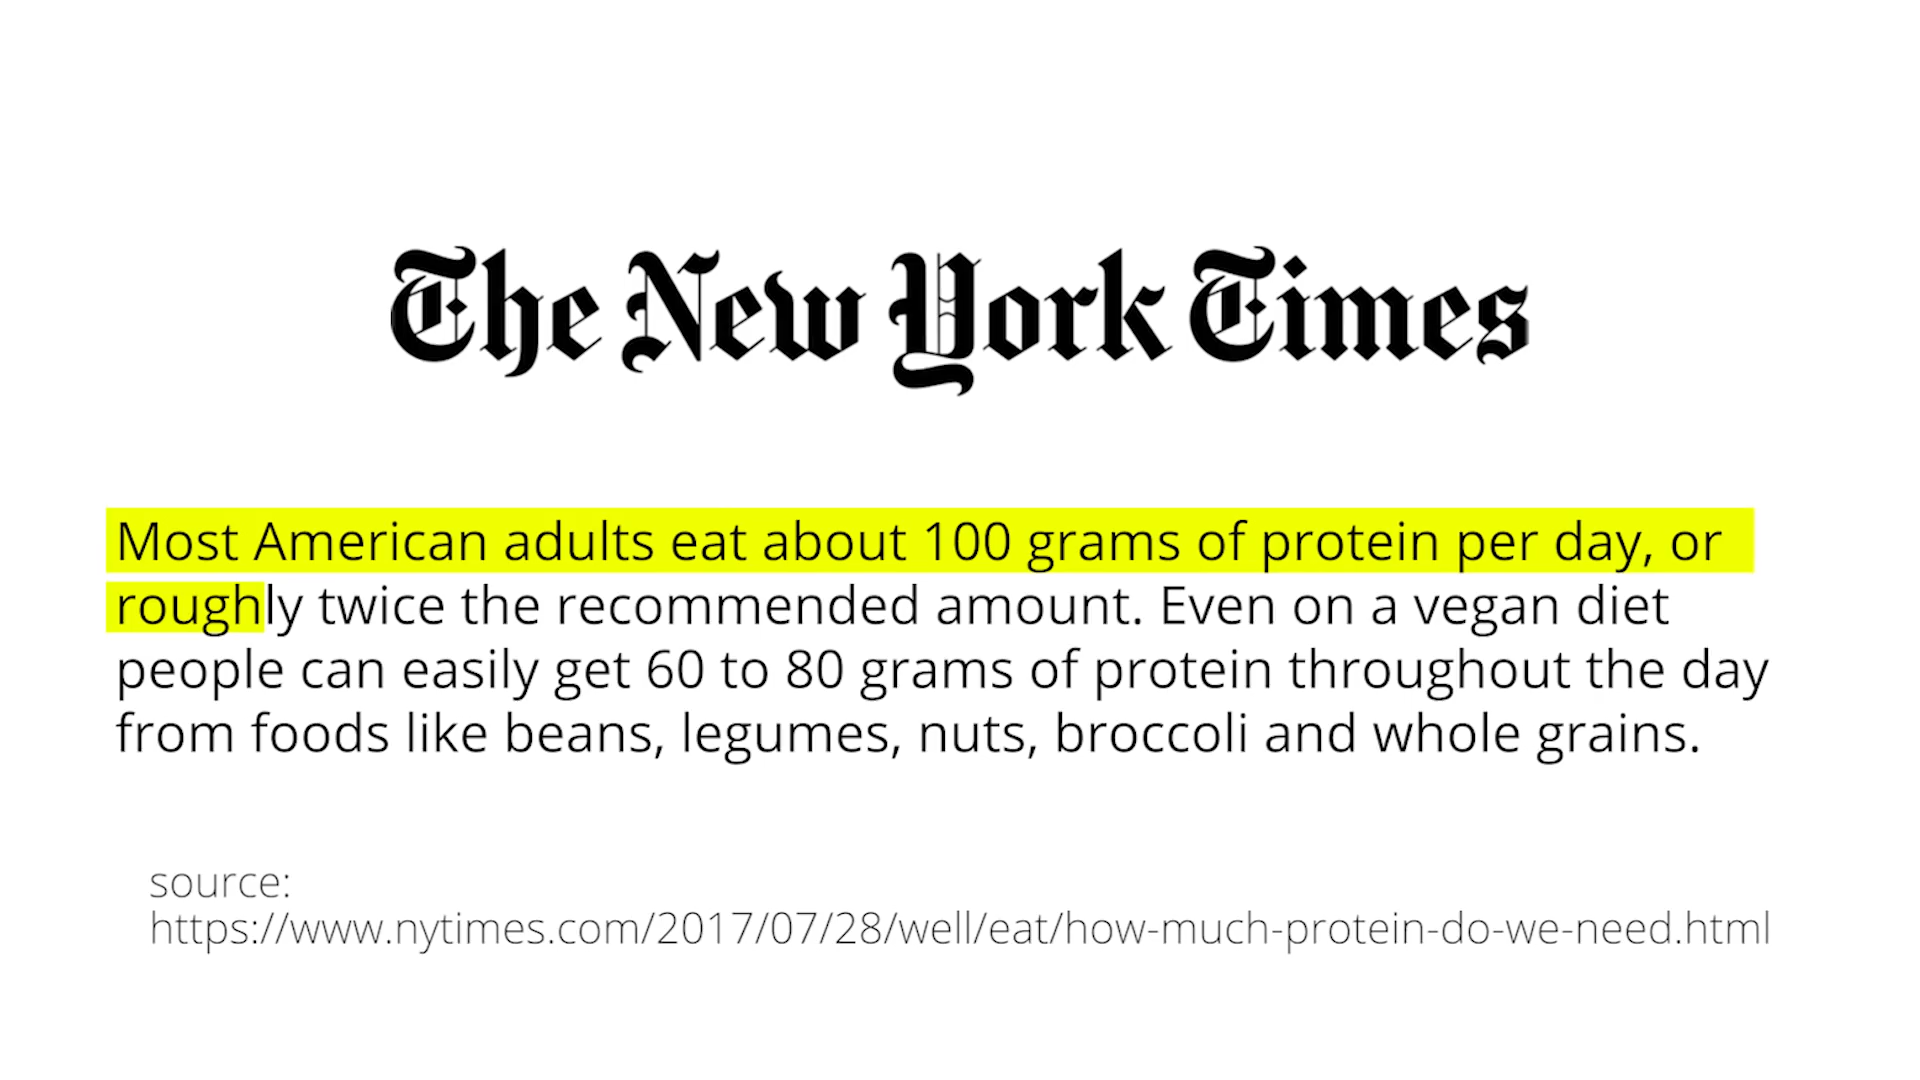 The New York Times
Most American adults eat about 100 grams of protein per day, or
roughly twice the recommended amount. Even on a vegan diet
people can easily get 60 to 80 grams of protein throughout the day
from foods like beans, legumes, nuts, broccoli and whole grains.
source:
https://www.nytimes.com/2017/07/28/well/eat/how-much-protein-do-we-need.html